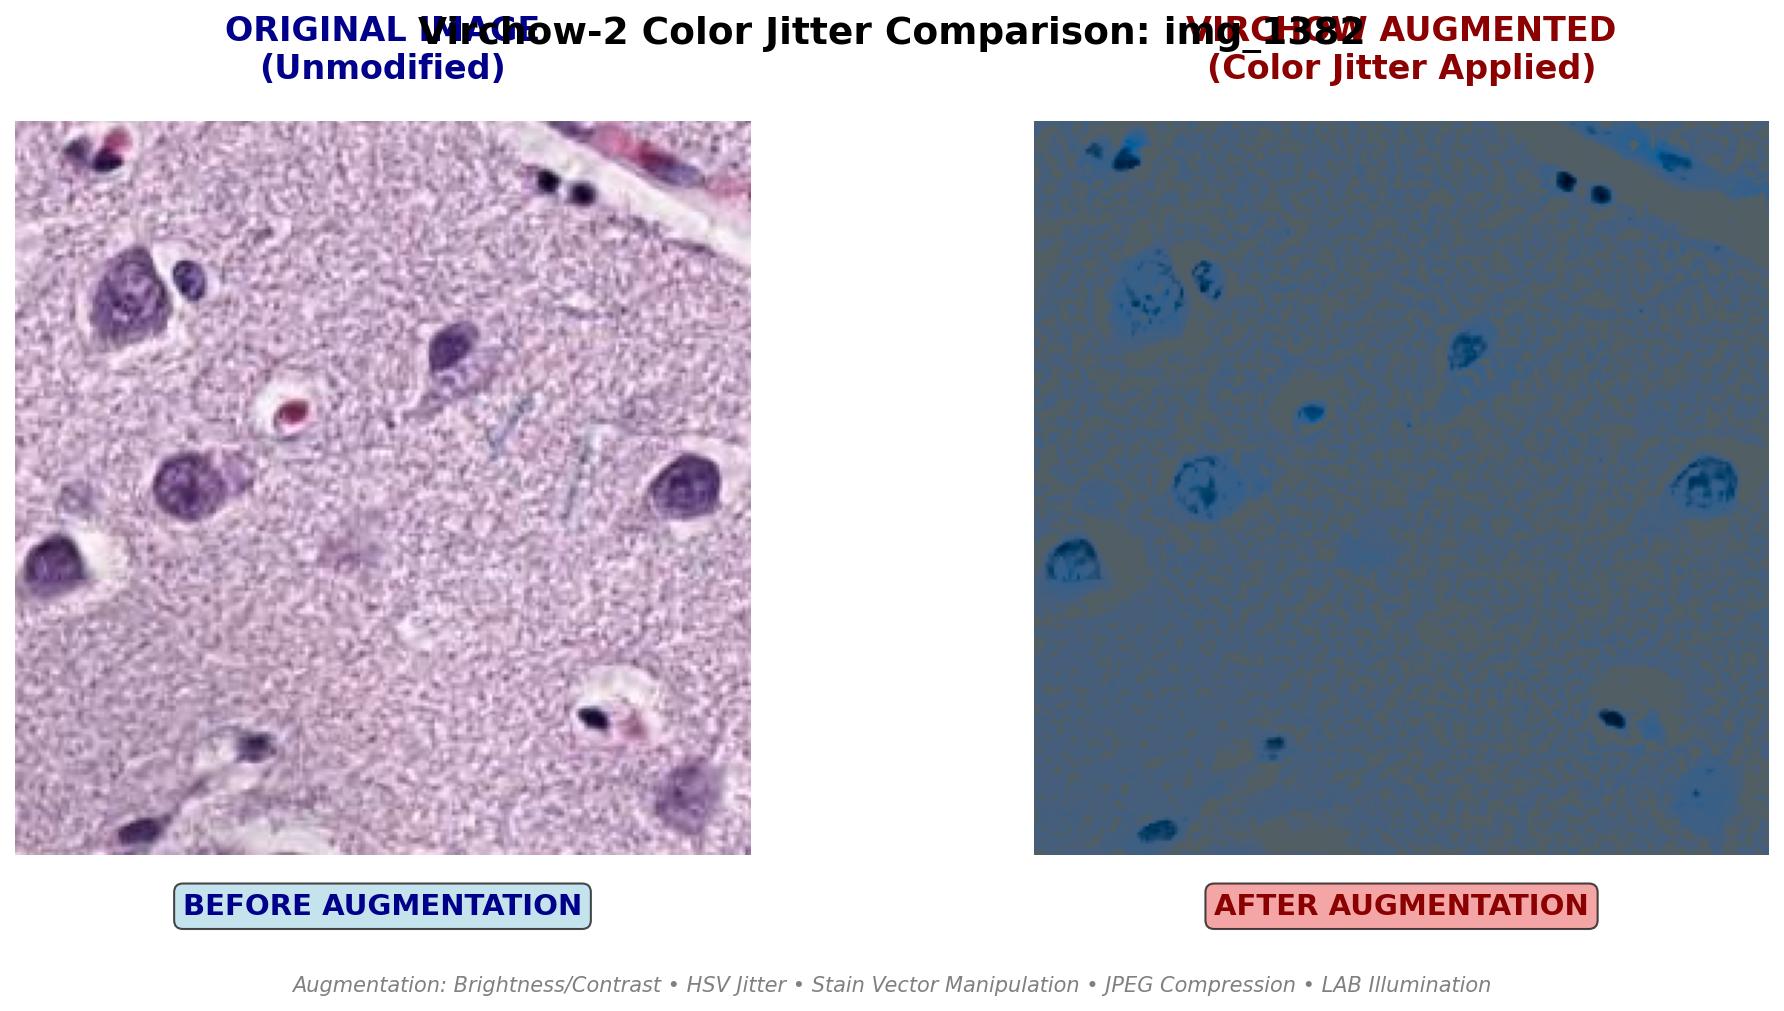 Virchow-2 Color Jitter Comparison: img_1382
ORIGINAL IMAGE
(Unmodified)
VIRCHOW AUGMENTED
(Color Jitter Applied)
BEFORE AUGMENTATION
AFTER AUGMENTATION
Augmentation: Brightness/Contrast • HSV Jitter • Stain Vector Manipulation • JPEG Compression • LAB Illumination